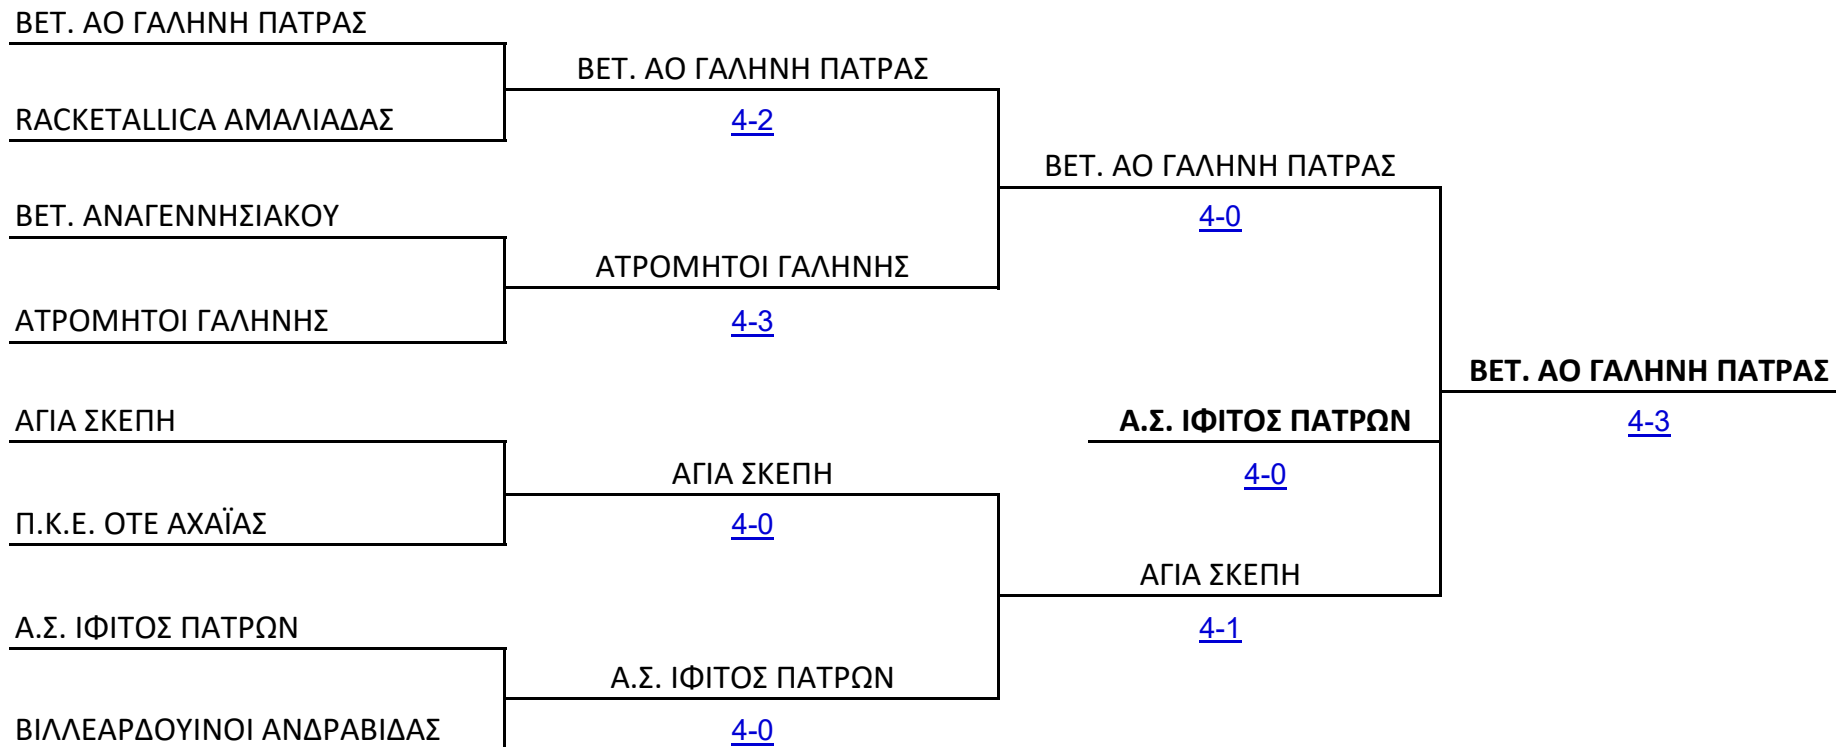 ΒΕΤ. ΑΟ ΓΑΛΗΝΗ ΠΑΤΡΑΣ
ΒΕΤ. ΑΟ ΓΑΛΗΝΗ ΠΑΤΡΑΣ
RACKETALLICA ΑΜΑΛΙΑΔΑΣ
4-2
ΒΕΤ. ΑΟ ΓΑΛΗΝΗ ΠΑΤΡΑΣ
ΒΕΤ. ΑΝΑΓΕΝΝΗΣΙΑΚΟΥ
4-0
ΑΤΡΟΜΗΤΟΙ ΓΑΛΗΝΗΣ
ΑΤΡΟΜΗΤΟΙ ΓΑΛΗΝΗΣ
4-3
ΒΕΤ. ΑΟ ΓΑΛΗΝΗ ΠΑΤΡΑΣ
ΑΓΙΑ ΣΚΕΠΗ
Α.Σ. ΙΦΙΤΟΣ ΠΑΤΡΩΝ
4-3
ΑΓΙΑ ΣΚΕΠΗ
4-0
Π.Κ.Ε. ΟΤΕ ΑΧΑΪΑΣ
4-0
ΑΓΙΑ ΣΚΕΠΗ
Α.Σ. ΙΦΙΤΟΣ ΠΑΤΡΩΝ
4-1
Α.Σ. ΙΦΙΤΟΣ ΠΑΤΡΩΝ
ΒΙΛΛΕΑΡΔΟΥΙΝΟΙ ΑΝΔΡΑΒΙΔΑΣ
4-0